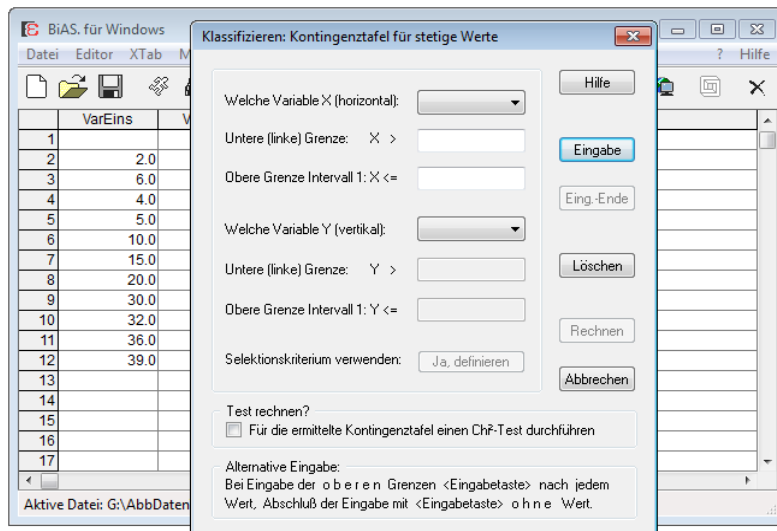 BiAS. für Windows
Klassifizieren: Kontingenztafel für stetige Werte
Datei Editor XTab
? Hilfe
VarEins
1
2 2.0
3 6.0
4 4.0
5 5.0
6 10.0
7 15.0
8 20.0
9 30.0
10 32.0
11 36.0
12 39.0
13
14
15
16
17
Aktive Datei: G:\AbbDaten
Welche Variable X (horizontal):
Untere (linke) Grenze: X >
Obere Grenze Intervall 1: X <=
Welche Variable Y (vertikal):
Untere (linke) Grenze: Y >
Obere Grenze Intervall 1: Y <=
Selektionskriterium verwenden: Ja, definieren
Hilfe
Eingabe
Eing.-Ende
Löschen
Rechnen
Abbrechen
Test rechnen?
Für die ermittelte Kontingenztafel einen Chř-Test durchführen
Alternative Eingabe:
Bei Eingabe der o b e r e n Grenzen <Eingabetaste> nach jedem
Wert, Abschluß der Eingabe mit <Eingabetaste> o h n e Wert.